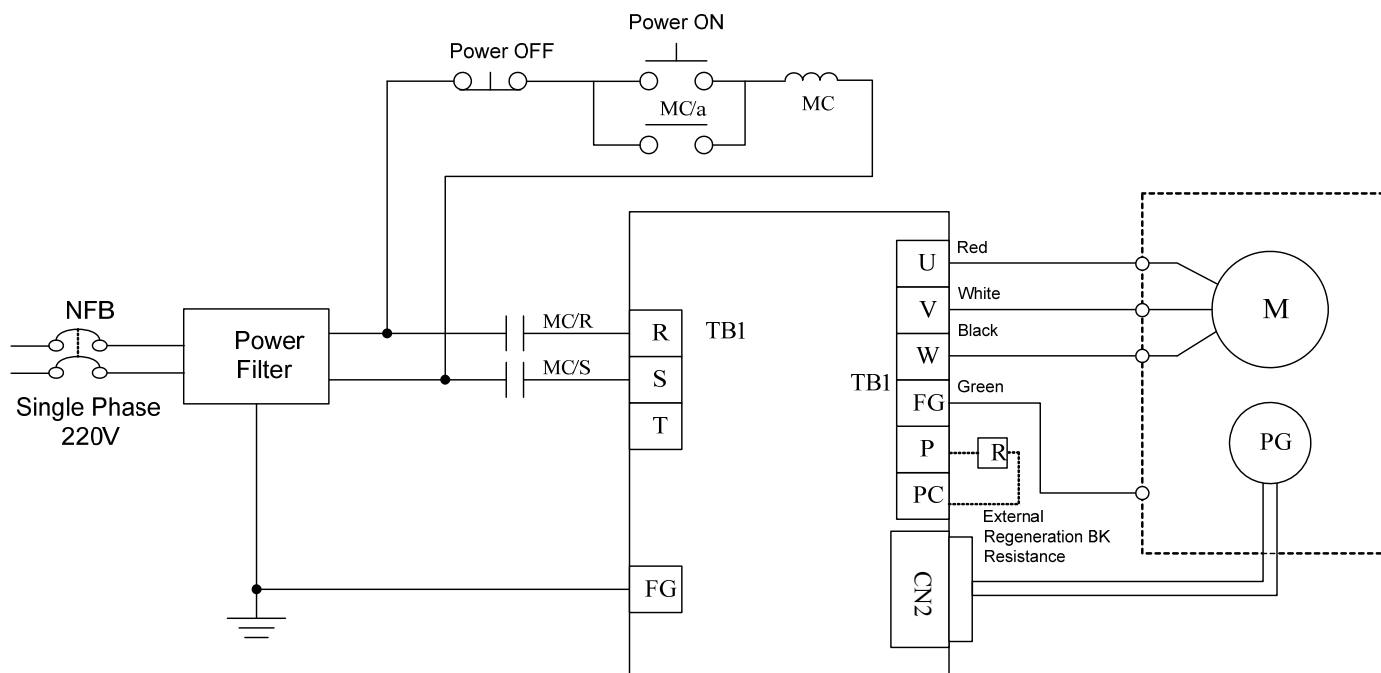 Power ON
Power OFF
MC/a
MC
NFB
Single Phase
220V
Power
Filter
MC/R
MC/S
R
S
T
TB1
FG
U
V
W
FG
P
PC
TB1
CN2
Red
White
Black
Green
R
External
Regeneration BK
Resistance
M
PG